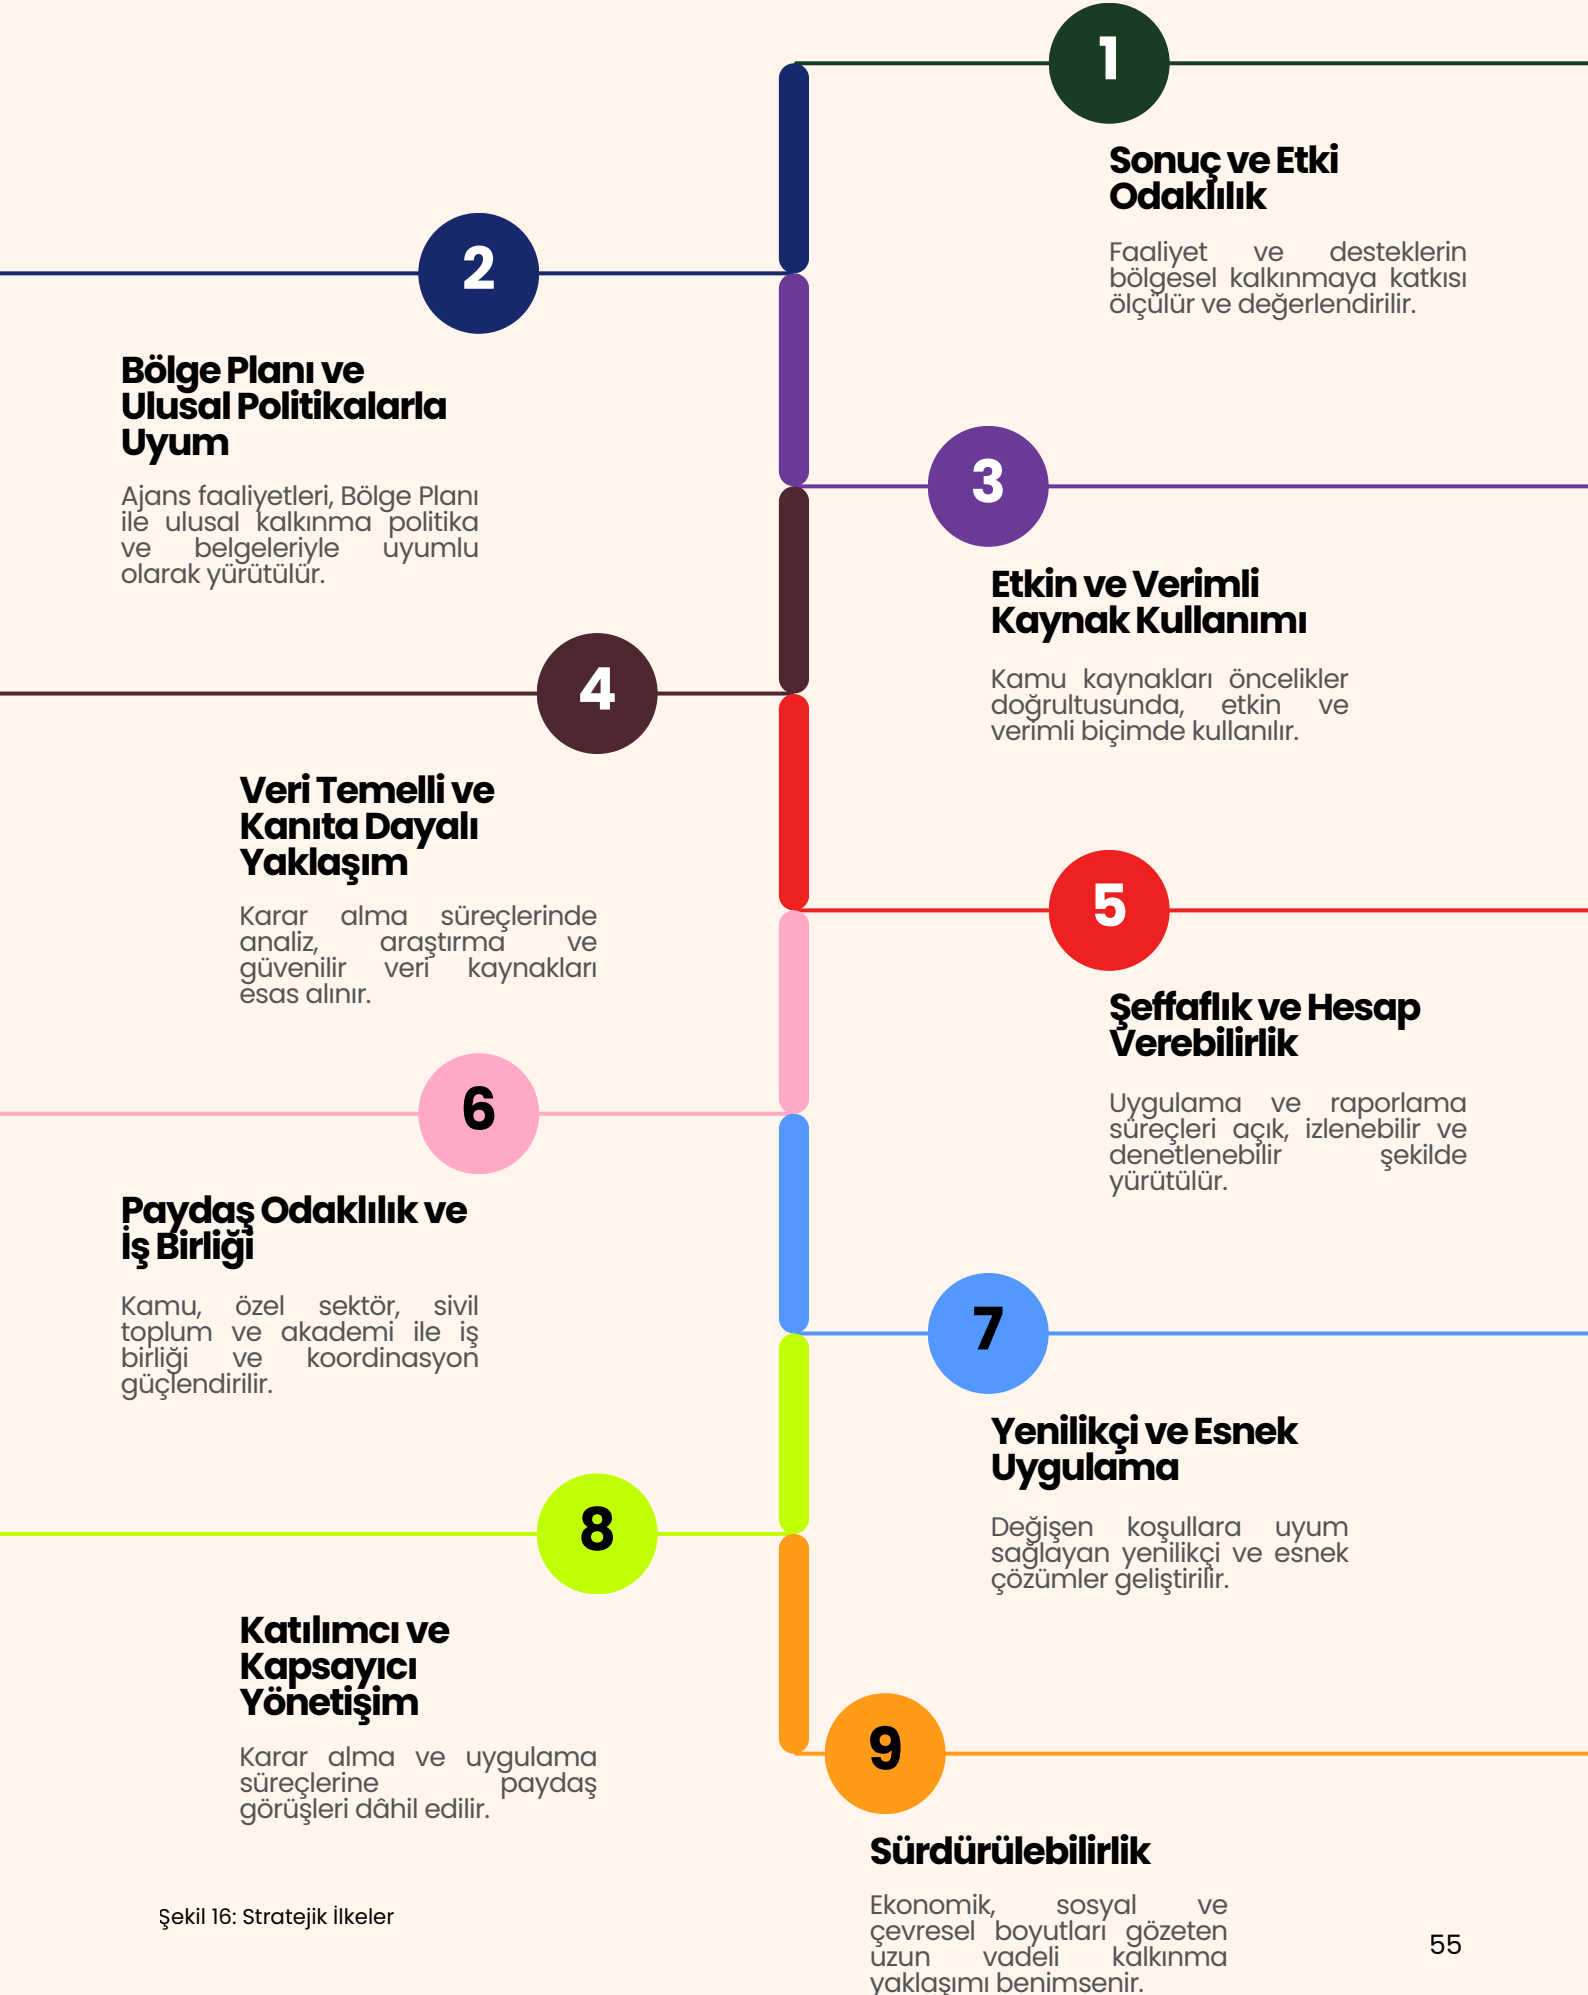 1
Sonuç ve Etki
Odaklılık
Faaliyet ve desteklerin
bölgesel kalkınmaya katkısı
ölçülür ve değerlendirilir.
2
Bölge Planı ve
Ulusal Politikalarla
Uyum
Ajans faaliyetleri, Bölge Planı
ile ulusal kalkınma politika
ve belgeleriyle uyumlu
olarak yürütülür.
3
Etkin ve Verimli
Kaynak Kullanımı
Kamu kaynakları öncelikler
doğrultusunda, etkin ve
verimli biçimde kullanılır.
4
Veri Temelli ve
Kanıta Dayalı
Yaklaşım
Karar alma süreçlerinde
analiz, araştırma ve
güvenilir veri kaynakları
esas alınır.
5
Şeffaflık ve Hesap
Verebilirlik
Uygulama ve raporlama
süreçleri açık, izlenebilir ve
denetlenebilir şekilde
yürütülür.
6
Paydaş Odaklılık ve
İş Birliği
Kamu, özel sektör, sivil
toplum ve akademi ile iş
birliği ve koordinasyon
güçlendirilir.
7
Yenilikçi ve Esnek
Uygulama
Değişen koşullara uyum
sağlayan yenilikçi ve esnek
çözümler geliştirilir.
8
Katılımcı ve
Kapsayıcı
Yönetişim
Karar alma ve uygulama
süreçlerine paydaş
görüşleri dâhil edilir.
9
Sürdürülebilirlik
Ekonomik, sosyal ve
çevresel boyutları gözeten
uzun vadeli kalkınma
yaklaşımı benimsenir.
Şekil 16: Stratejik İlkeler
55